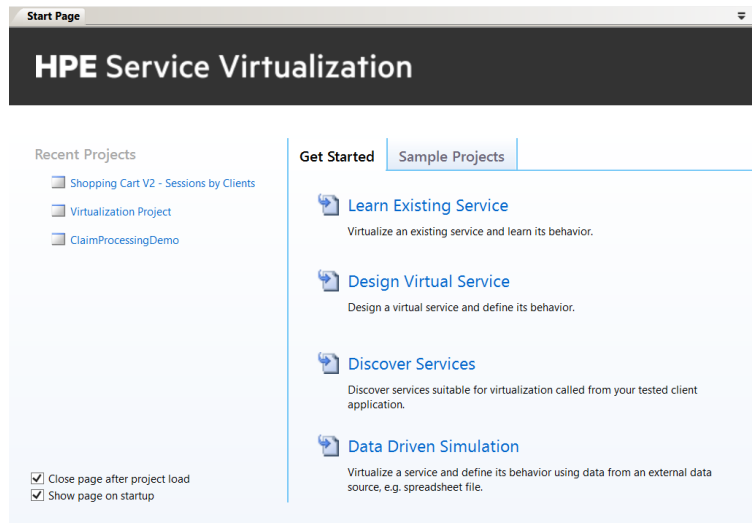 Start Page
HPE Service Virtualization
Recent Projects
Shopping Cart V2 - Sessions by Clients
Virtualization Project
ClaimProcessingDemo
Close page after project load
Show page on startup
Get Started
Sample Projects
Learn Existing Service
Virtualize an existing service and learn its behavior.
Design Virtual Service
Design a virtual service and define its behavior.
Discover Services
Discover services suitable for virtualization called from your tested client
application.
Data Driven Simulation
Virtualize a service and define its behavior using data from an external data
source, e.g. spreadsheet file.